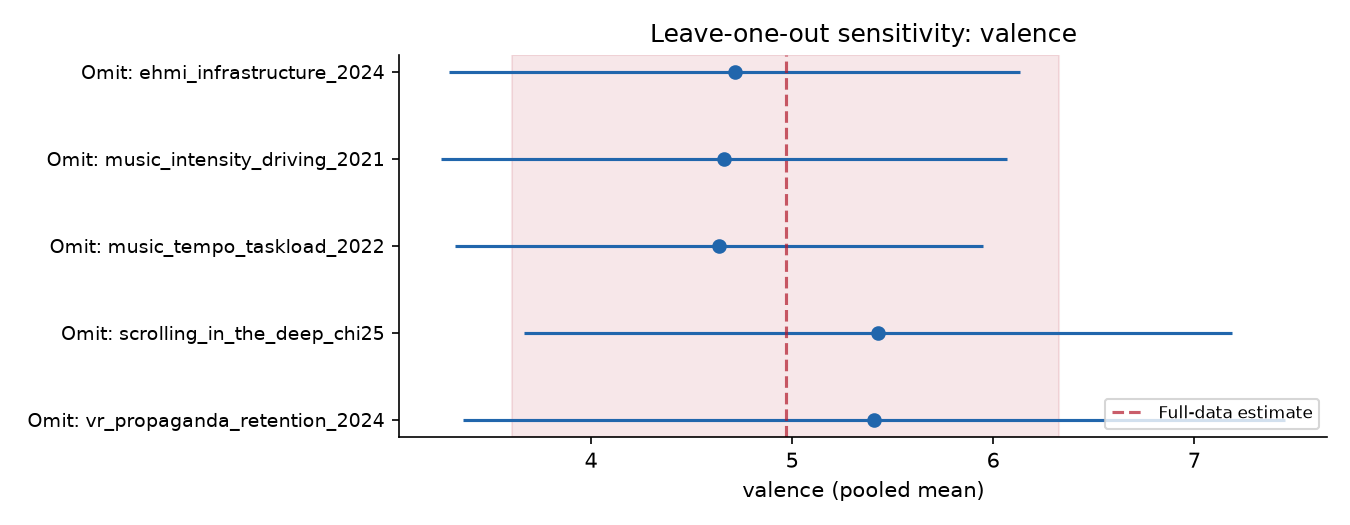 Leave-one-out sensitivity: valence
Omit: ehmi_infrastructure_2024
Omit: music_intensity_driving_2021
Omit: music_tempo_taskload_2022
Omit: scrolling_in_the_deep_chi25
Omit: vr_propaganda_retention_2024
Full-data estimate
4 5 6 7
valence (pooled mean)